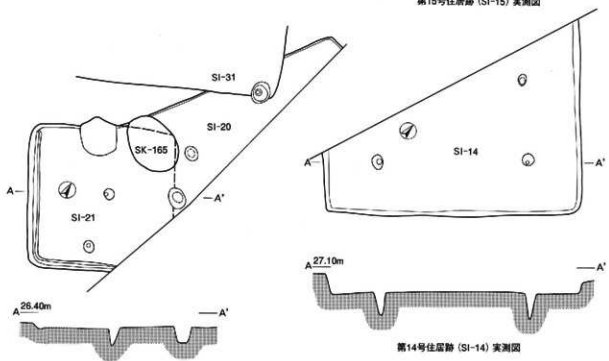 第15号住居跡 (SI-15) 実測図
SI-31
SI-20
SK-165
A
A'
SI-21
SI-14
A
A'
A 26.40m
A'
A 27.10m
A'
第14号住居跡 (SI-14) 実測図